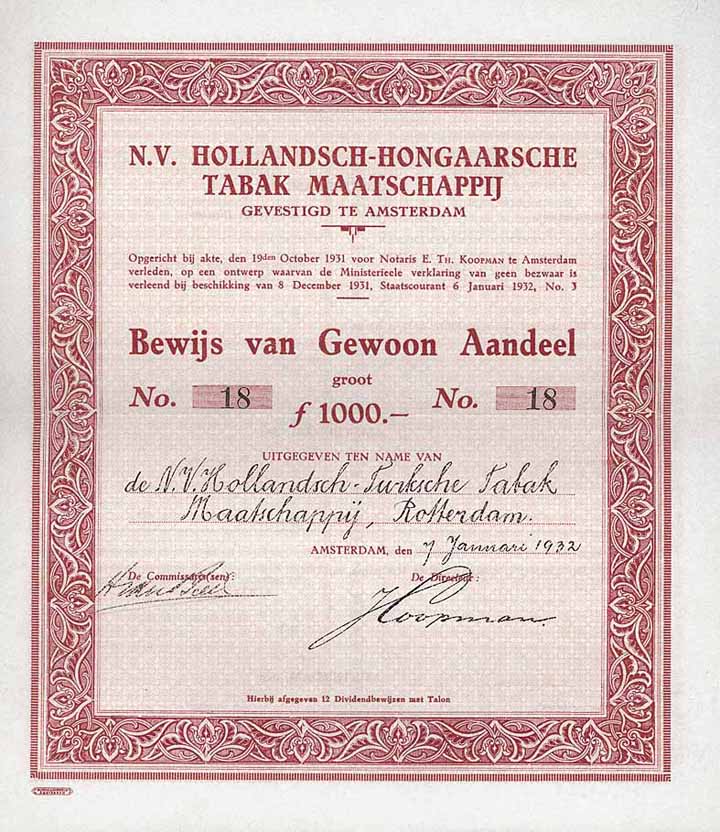 N.V. HOLLANDSCH-HONGAARSCHE
TABAK MAATSCHAPPIJ
GEVESTIGD TE AMSTERDAM
Opgericht bij akte, den 19den October 1931 voor Notaris E. TH. KOOPMAN te Amsterdam
verleden, op een ontwerp waarvan de Ministerieele verklaring van geen bezwaar is
verleend bij beschikking van 8 December 1931, Staatscourant 6 Januari 1932, No. 3
Bewijs van Gewoon Aandeel
groot
No. 18 f 1000.— No. 18
UITGEGEVEN TEN NAME VAN
de N.V. Hollandsch-Turksche Tabak
Maatschappij, Rotterdam.
AMSTERDAM, den 7 Januari 1932
De Commissaris(sen): De Directeur:
Koopman.
Hierbij afgegeven 12 Dividendbewijzen met Talon